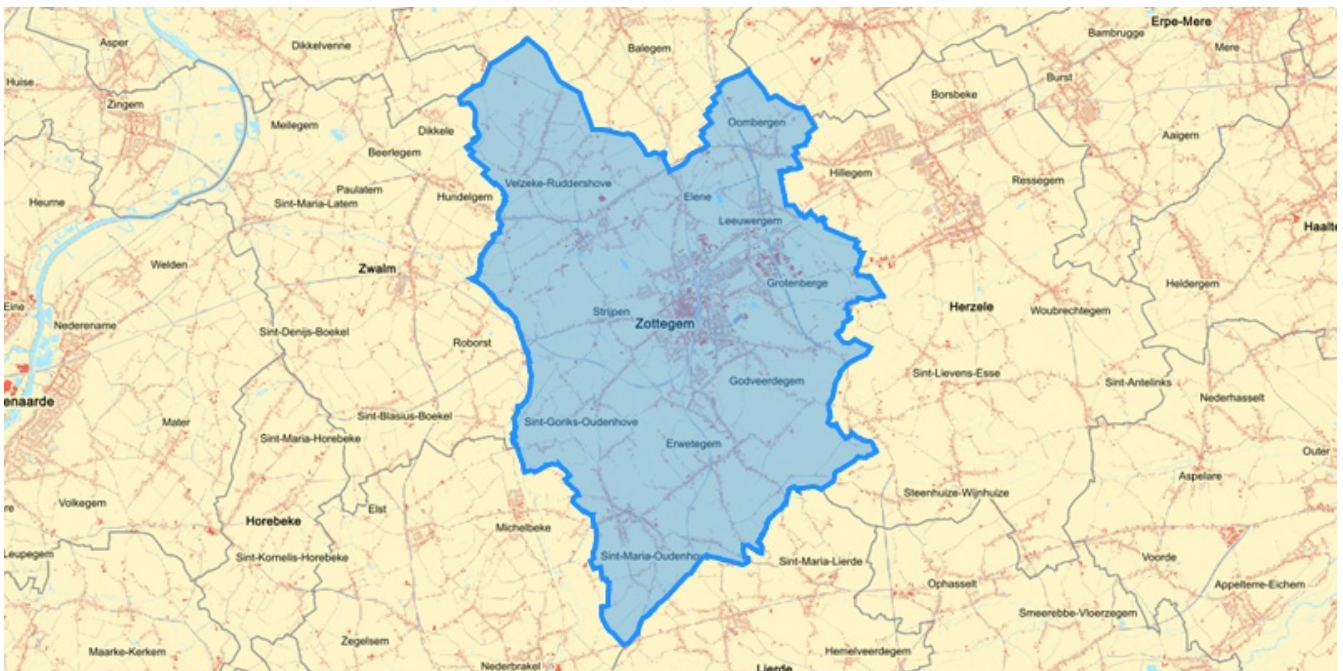 Erpe-Mere
Bambrugge
Asper
Dikkelvenne
Balegem
Mere
Huise
Burst
Borsbeke
Zingem
Oombergen
Meilegem
Dikkele
Aaigem
Beerlegem
Hillegem
Velzeke-Ruddershove
Ressegem
Paulatem
Hundelgem
Elene
Heurne
Sint-Maria-Latem
Leeuwergem
Haalte
Welden
Zwalm
Grotenberge
Heldergem
Eine
Herzele
Woubrechtegem
Strijpen
Nederename
Zottegem
Sint-Denijs-Boekel
Roborst
Sint-Lievens-Esse
Godveerdegem
Sint-Antelinks
enaarde
Nederhasselt
Sint-Blasius-Boekel
Mater
Sint-Goriks-Oudenhove
Sint-Maria-Horebeke
Erwetegem
Outer
Aspelare
Steenhuize-Wijnhuize
Volkegem
re
Elst
Horebeke
Michelbeke
Leupegem
Sint-Kornelis-Horebeke
Sint-Maria-Oudenhov
Sint-Maria-Lierde
Voorde
Ophasselt
Appelterre-Eichem
Smeerebbe-Vloerzegem
Zegelsem
Maarke-Kerkem
Hemelveerdegem
Nederbrakel
Lierde